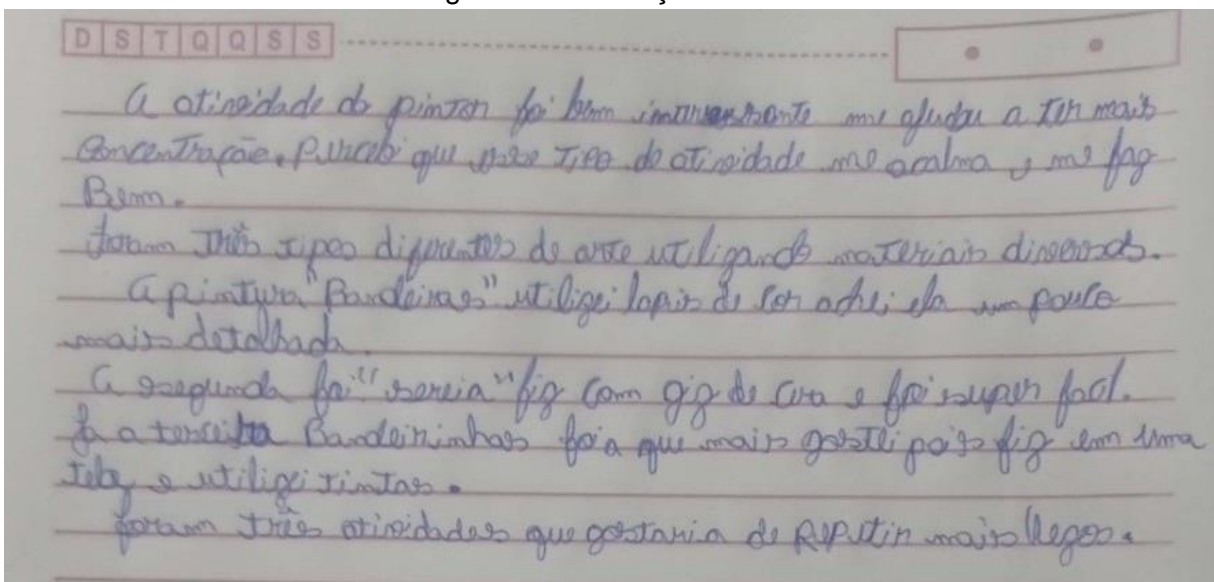 D S T Q Q S S
A atividade de pintar foi bem interessante me ajudou a ter mais
Concentração. Percebi que esse tipo de atividade me acalma e me faz
Bem.
foram três tipos diferentes de arte utilizando materiais diversos.
A pintura "Bandeiras" utilizei lapis de cor achei ela um pouco
mais detalhada.
A segunda foi "sereia" fiz com giz de cera e foi super facil.
Ja a terceira Bandeirinhas foi a que mais gostei pois fiz em uma
tela e utilizei tintas.
foram três atividades que gostaria de Repetir mais